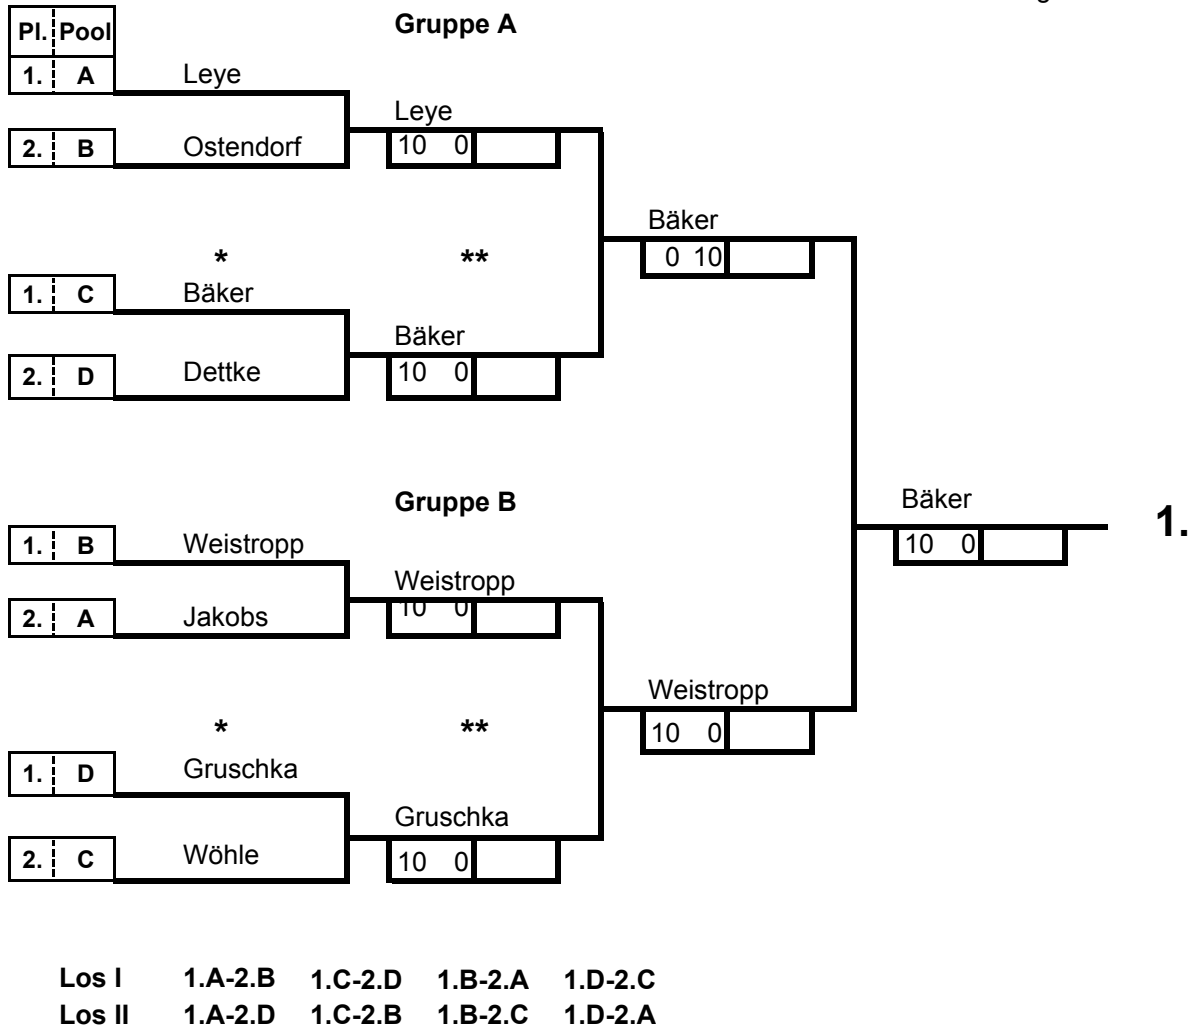 Pl. Pool
Gruppe A
1. A Leye
Leye
2. B Ostendorf
10 0
Bäker
0 10
* **
1. C Bäker
Bäker
2. D Dettke
10 0
Gruppe B
Bäker
1.
10 0
1. B Weistropp
Weistropp
10 0
2. A Jakobs
Weistropp
10 0
* **
1. D Gruschka
Gruschka
2. C Wöhle
10 0
Los I 1.A-2.B 1.C-2.D 1.B-2.A 1.D-2.C
Los II 1.A-2.D 1.C-2.B 1.B-2.C 1.D-2.A